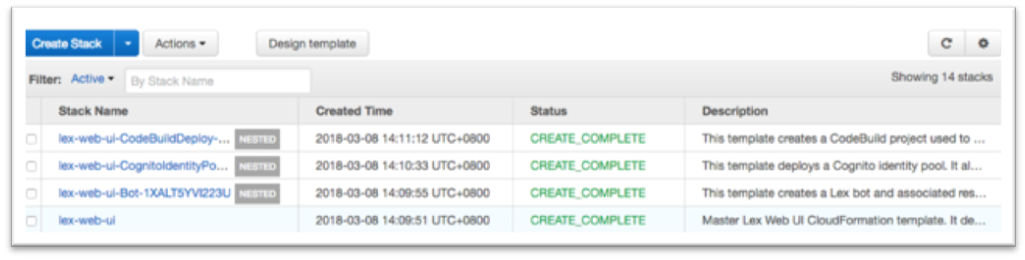 Create Stack Actions Design template
Filter: Active By Stack Name Showing 14 stacks
Stack Name Created Time Status Description
lex-web-ui-CodeBuildDeploy-... NESTED 2018-03-08 14:11:12 UTC+0800 CREATE_COMPLETE This template creates a CodeBuild project used to ...
lex-web-ui-CognitoIdentityPo... NESTED 2018-03-08 14:10:33 UTC+0800 CREATE_COMPLETE This template deploys a Cognito identity pool. It al...
lex-web-ui-Bot-1XALT5YVI223U NESTED 2018-03-08 14:09:55 UTC+0800 CREATE_COMPLETE This template creates a Lex bot and associated res...
lex-web-ui 2018-03-08 14:09:51 UTC+0800 CREATE_COMPLETE Master Lex Web UI CloudFormation template. It de...